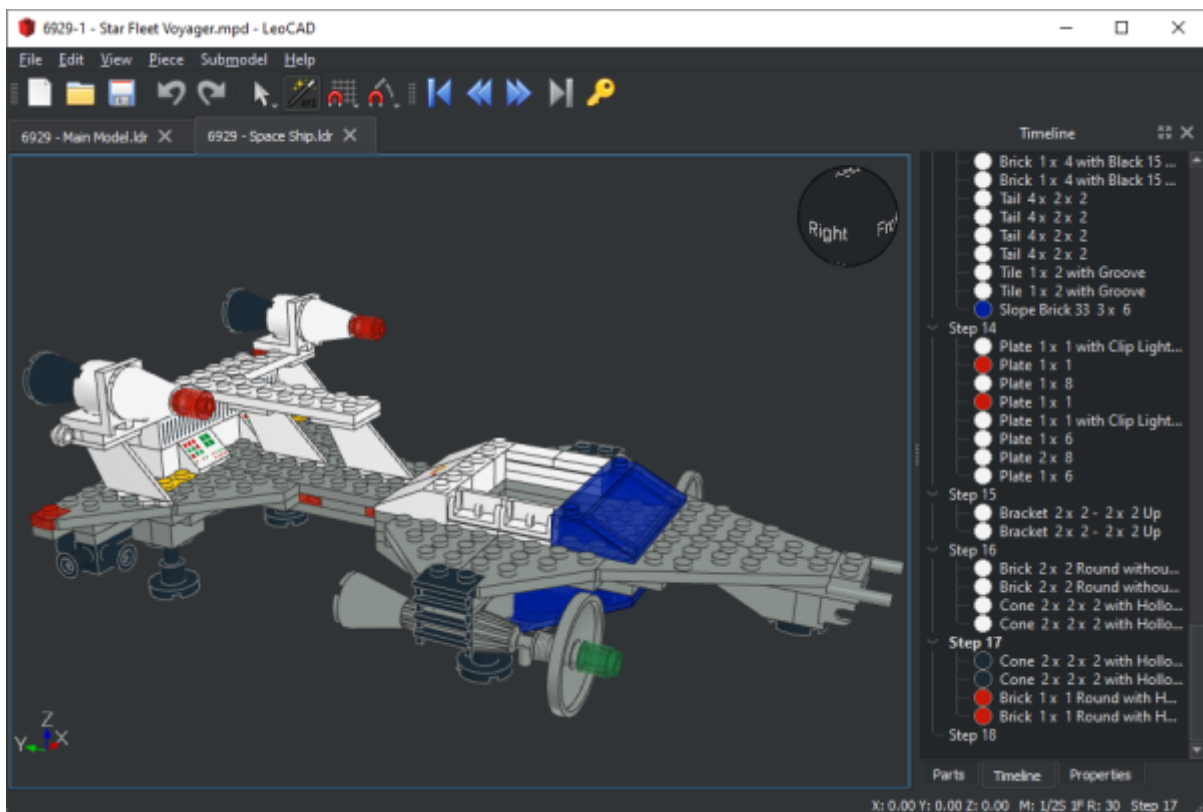 6929-1 - Star Fleet Voyager.mpd - LeoCAD
File Edit View Piece Submodel Help
6929 - Main Model.ldr
6929 - Space Ship.ldr
Timeline
Right
Brick 1 x 4 with Black 15 ...
Brick 1 x 4 with Black 15 ...
Tail 4 x 2 x 2
Tail 4 x 2 x 2
Tail 4 x 2 x 2
Tail 4 x 2 x 2
Tile 1 x 2 with Groove
Tile 1 x 2 with Groove
Slope Brick 33 3 x 6
Step 14
Plate 1 x 1 with Clip Light...
Plate 1 x 1
Plate 1 x 8
Plate 1 x 1
Plate 1 x 1 with Clip Light...
Plate 1 x 6
Plate 2 x 8
Plate 1 x 6
Step 15
Bracket 2 x 2 - 2 x 2 Up
Bracket 2 x 2 - 2 x 2 Up
Step 16
Brick 2 x 2 Round withou...
Brick 2 x 2 Round withou...
Cone 2 x 2 x 2 with Hollo...
Cone 2 x 2 x 2 with Hollo...
Step 17
Cone 2 x 2 x 2 with Hollo...
Cone 2 x 2 x 2 with Hollo...
Brick 1 x 1 Round with H...
Brick 1 x 1 Round with H...
Step 18
Z
Y X
Parts Timeline Properties
X: 0.00 Y: 0.00 Z: 0.00 M: 1/2S 1F R: 30 Step 17